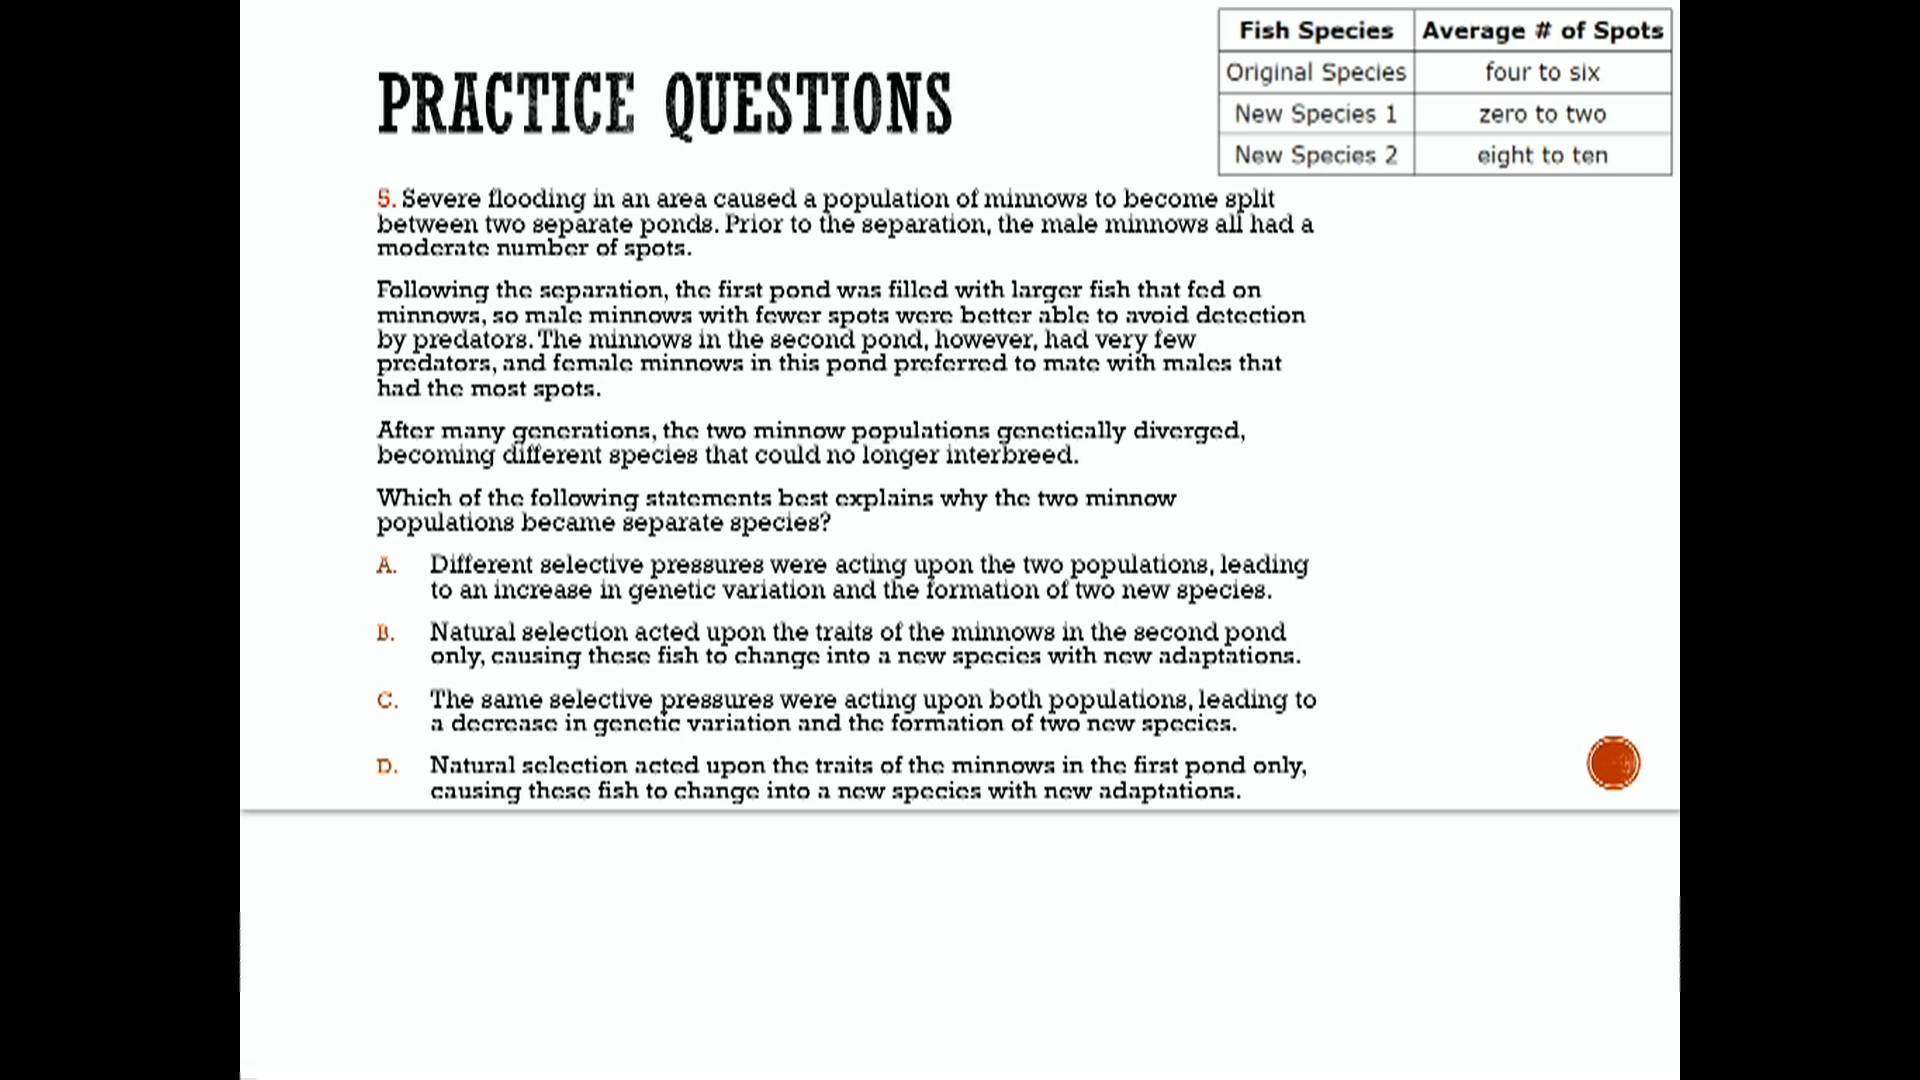 Fish Species Average # of Spots
Original Species four to six
New Species 1 zero to two
New Species 2 eight to ten
PRACTICE QUESTIONS
5. Severe flooding in an area caused a population of minnows to become split
between two separate ponds. Prior to the separation, the male minnows all had a
moderate number of spots.
Following the separation, the first pond was filled with larger fish that fed on
minnows, so male minnows with fewer spots were better able to avoid detection
by predators. The minnows in the second pond, however, had very few
predators, and female minnows in this pond preferred to mate with males that
had the most spots.
After many generations, the two minnow populations genetically diverged,
becoming different species that could no longer interbreed.
Which of the following statements best explains why the two minnow
populations became separate species?
A. Different selective pressures were acting upon the two populations, leading
to an increase in genetic variation and the formation of two new species.
B. Natural selection acted upon the traits of the minnows in the second pond
only, causing these fish to change into a new species with new adaptations.
C. The same selective pressures were acting upon both populations, leading to
a decrease in genetic variation and the formation of two new species.
D. Natural selection acted upon the traits of the minnows in the first pond only,
causing these fish to change into a new species with new adaptations.